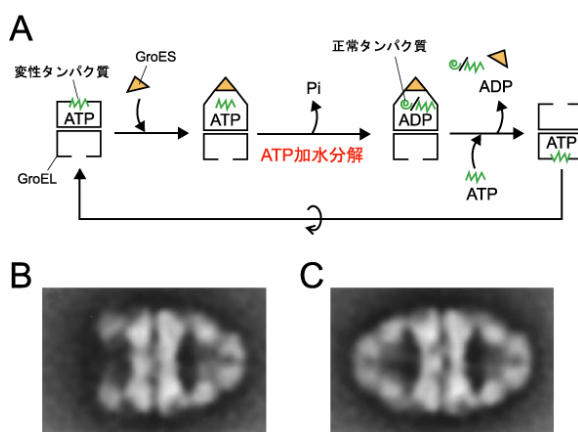 A
変性タンパク質
GroES
ATP
GroEL
ATP
Pi
ATP加水分解
正常タンパク質
ADP
ADP
ATP
ATP
B
C